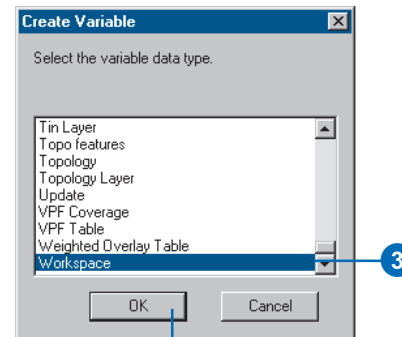 Create Variable
Select the variable data type.
Tin Layer
Topo features
Topology
Topology Layer
Update
VPF Coverage
VPF Table
Weighted Overlay Table
Workspace
3
OK
Cancel